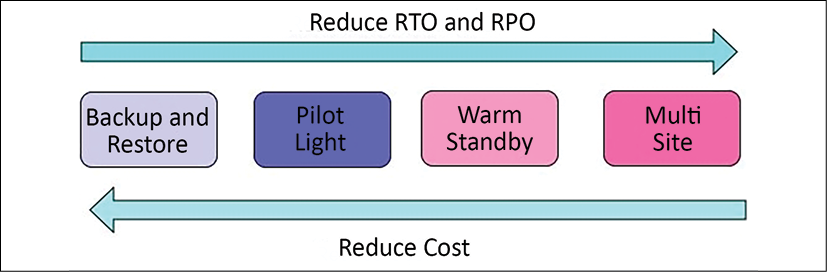 Reduce RTO and RPO
Backup and
Restore
Pilot
Light
Warm
Standby
Multi
Site
Reduce Cost